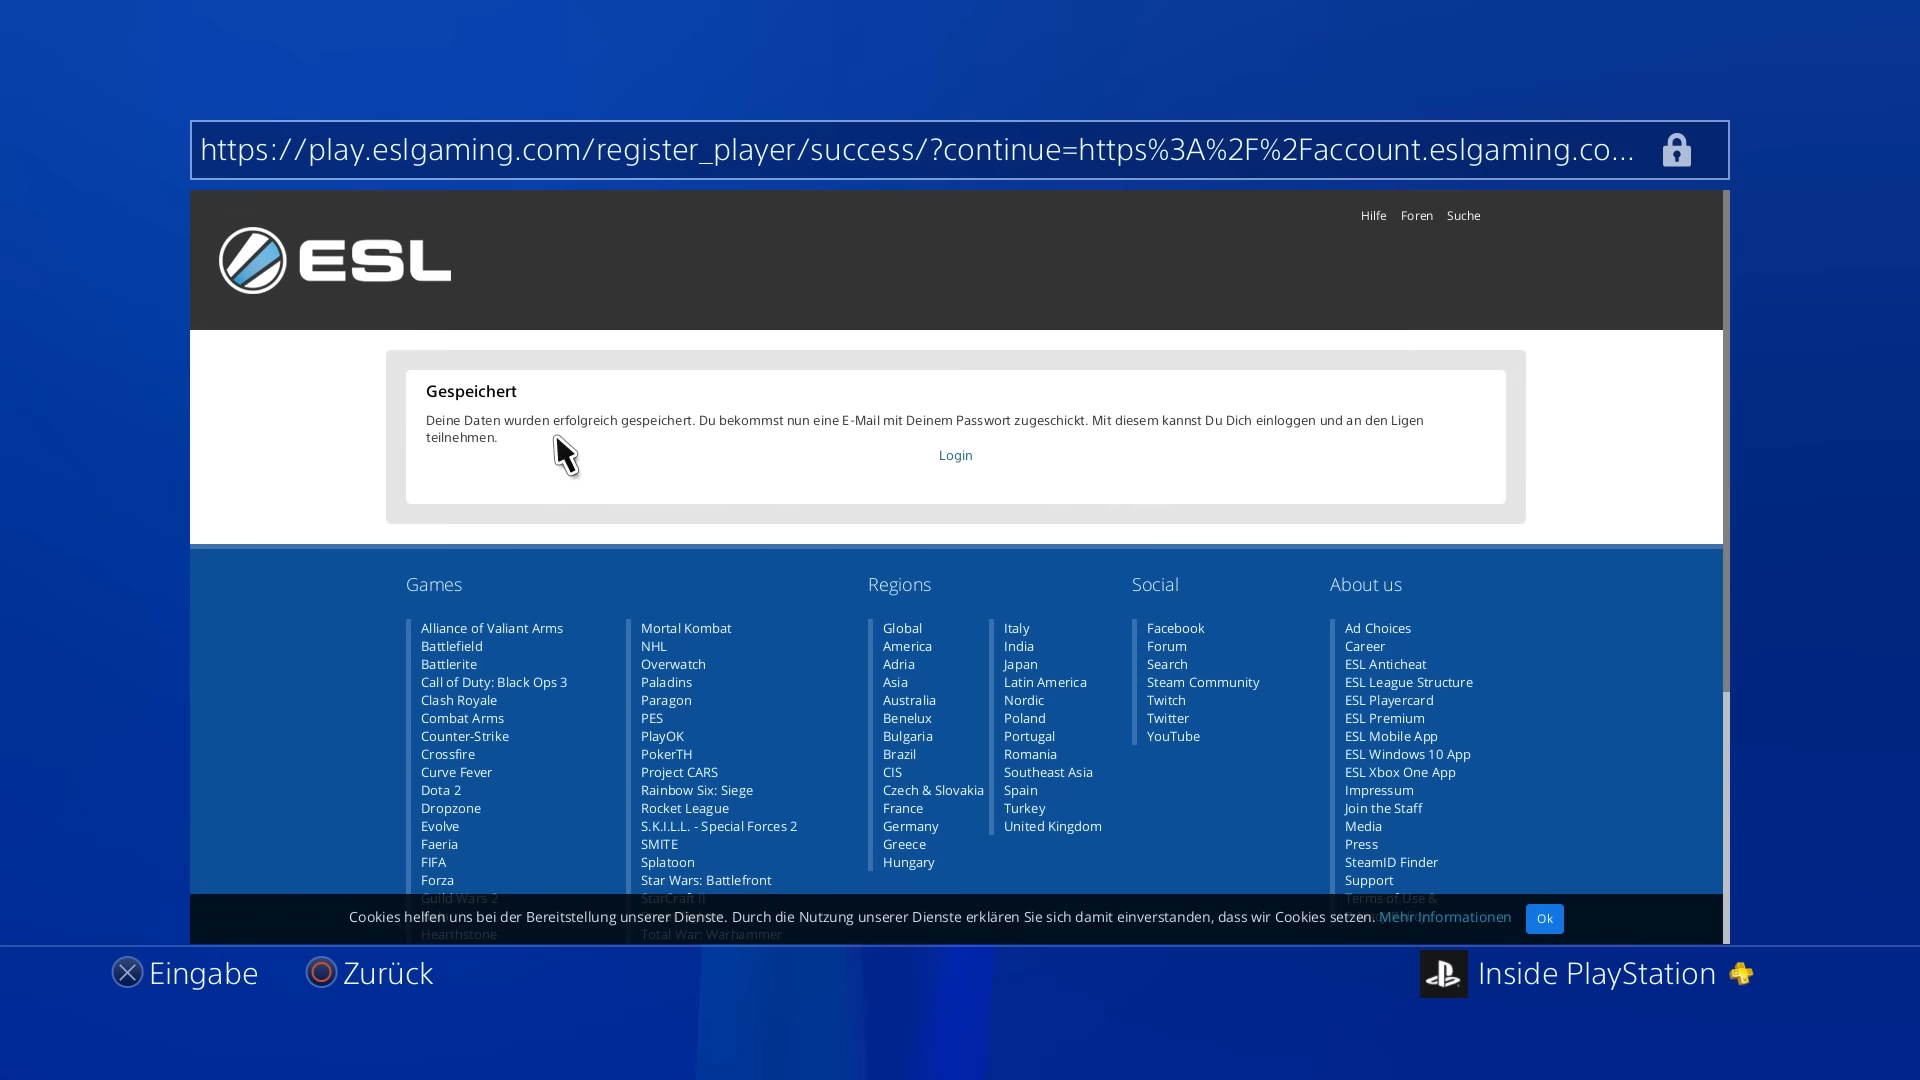 https://play.eslgaming.com/register_player/success/?continue=https%3A%2F%2Faccount.eslgaming.co...
Hilfe Foren Suche
ESL
Gespeichert
Deine Daten wurden erfolgreich gespeichert. Du bekommst nun eine E-Mail mit Deinem Passwort zugeschickt. Mit diesem kannst Du Dich einloggen und an den Ligen
teilnehmen.
Login
Games
Alliance of Valiant Arms
Battlefield
Battlerite
Call of Duty: Black Ops 3
Clash Royale
Combat Arms
Counter-Strike
Crossfire
Curve Fever
Dota 2
Dropzone
Evolve
Faeria
FIFA
Forza
Guild Wars 2
Hearthstone
Mortal Kombat
NHL
Overwatch
Paladins
Paragon
PES
PlayOK
PokerTH
Project CARS
Rainbow Six: Siege
Rocket League
S.K.I.L.L. - Special Forces 2
SMITE
Splatoon
Star Wars: Battlefront
StarCraft II
Total War: Warhammer
Regions
Global
America
Adria
Asia
Australia
Benelux
Bulgaria
Brazil
CIS
Czech & Slovakia
France
Germany
Greece
Hungary
Italy
India
Japan
Latin America
Nordic
Poland
Portugal
Romania
Southeast Asia
Spain
Turkey
United Kingdom
Social
Facebook
Forum
Search
Steam Community
Twitch
Twitter
YouTube
About us
Ad Choices
Career
ESL Anticheat
ESL League Structure
ESL Playercard
ESL Premium
ESL Mobile App
ESL Windows 10 App
ESL Xbox One App
Impressum
Join the Staff
Media
Press
SteamID Finder
Support
Terms of Use &
Cookies helfen uns bei der Bereitstellung unserer Dienste. Durch die Nutzung unserer Dienste erklären Sie sich damit einverstanden, dass wir Cookies setzen. Mehr Informationen Ok
Eingabe Zurück
Inside PlayStation